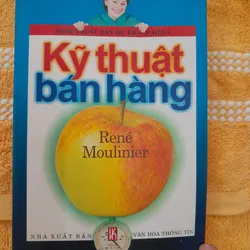 Kỹ thuật
bán hàng
René
Moulinier
NHÀ XUẤT BẢN VĂN HÓA THÔNG TIN